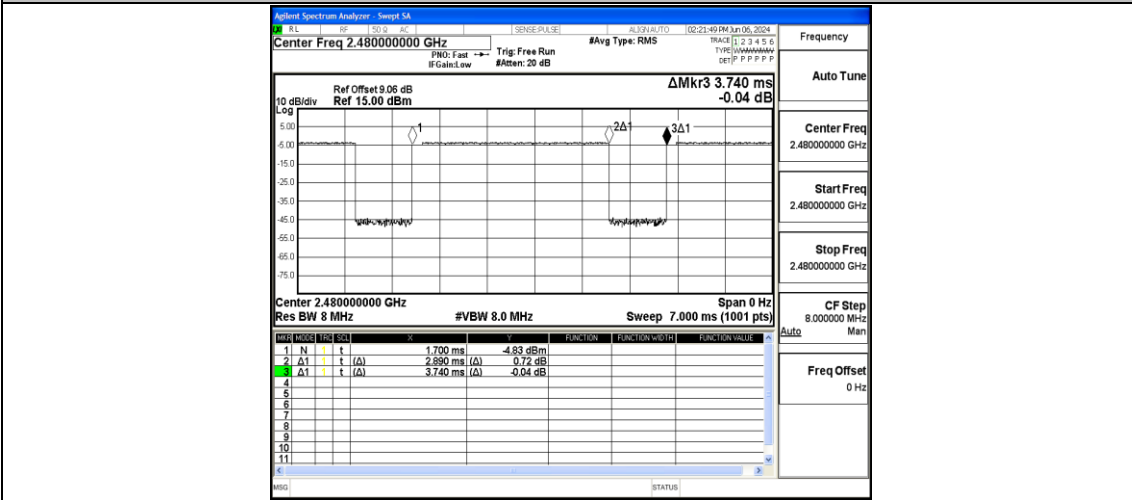 Agilent Spectrum Analyzer - Swept SA
RL RF 50 Ω AC SENSE:PULSE ALIGN AUTO 02:21:49 PM Jun 06, 2024
Center Freq 2.480000000 GHz #Avg Type: RMS TRACE 1 2 3 4 5 6
PNO: Fast Trig: Free Run TYPE WWWWWW
IFGain:Low #Atten: 20 dB DET P P P P P P
Frequency
Auto Tune
ΔMkr3 3.740 ms
-0.04 dB
Ref Offset 9.06 dB
10 dB/div Ref 15.00 dBm
Log
5.00
-5.00
-15.0
-25.0
-35.0
-45.0
-55.0
-65.0
-75.0
1
2Δ1
3Δ1
Center Freq
2.480000000 GHz
Start Freq
2.480000000 GHz
Stop Freq
2.480000000 GHz
Center 2.480000000 GHz Span 0 Hz
Res BW 8 MHz #VBW 8.0 MHz Sweep 7.000 ms (1001 pts)
CF Step
8.000000 MHz
Auto Man
Freq Offset
0 Hz
MKR MODE TRC SCL X Y FUNCTION FUNCTION WIDTH FUNCTION VALUE
1 N 1 t 1.700 ms -4.83 dBm
2 Δ1 1 t (Δ) 2.890 ms (Δ) 0.72 dB
3 Δ1 1 t (Δ) 3.740 ms (Δ) -0.04 dB
4
5
6
7
8
9
10
11
MSG STATUS